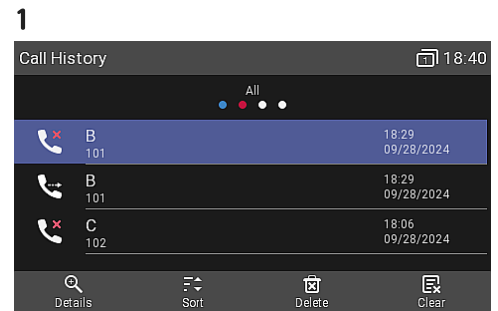 1
Call History
1 18:40
All
B 18:29
101 09/28/2024
B 18:29
101 09/28/2024
C 18:06
102 09/28/2024
Details Sort Delete Clear